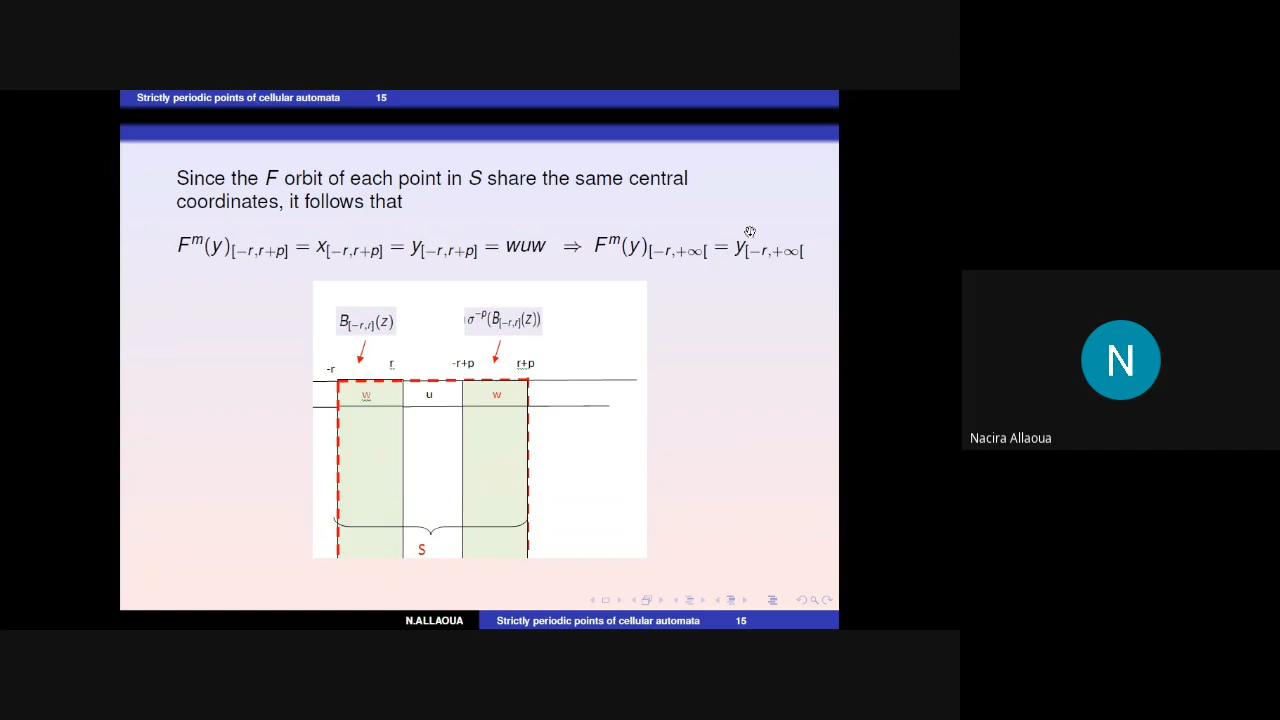 Strictly periodic points of cellular automata 15
Since the F orbit of each point in S share the same central
coordinates, it follows that
F^m(y)_{[−r,r+p]} = x_{[−r,r+p]} = y_{[−r,r+p]} = wuw ⇒ F^m(y)_{[−r,+∞[} = y_{[−r,+∞[}
B_{[−r,r]}(z) σ^{−p}(B_{[−r,r]}(z))
-r r -r+p r+p
w u w
S
N
Nacira Allaoua
N.ALLAOUA Strictly periodic points of cellular automata 15